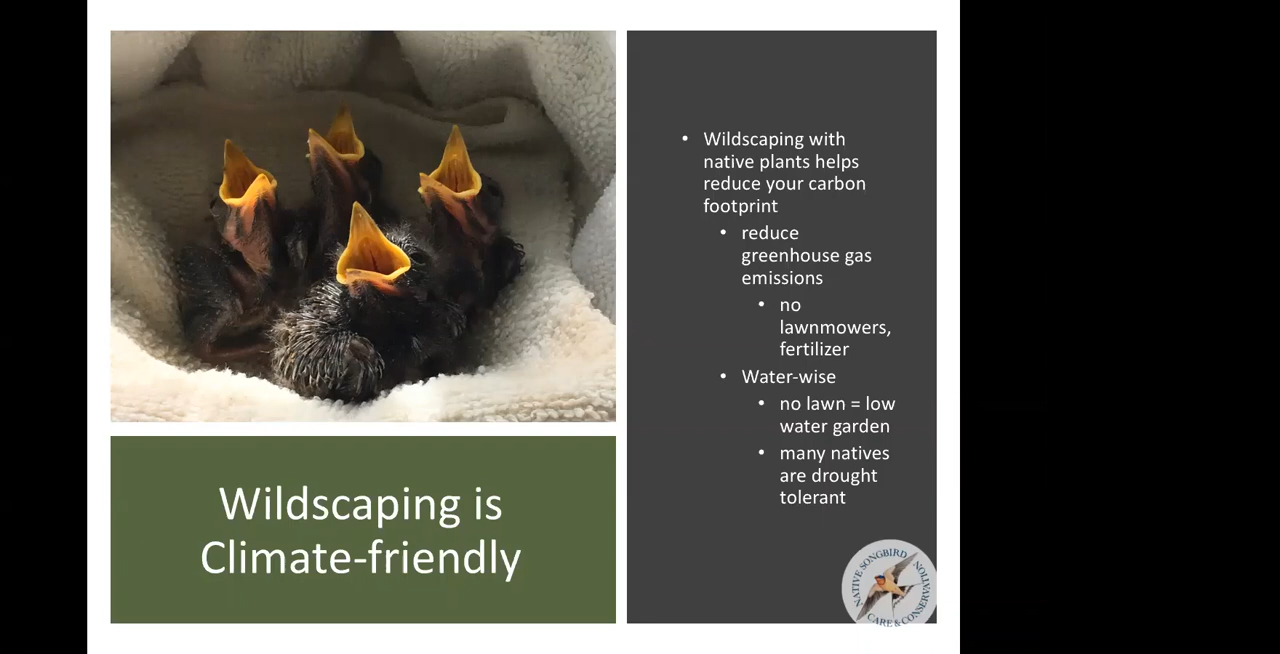 Wildscaping is
Climate-friendly
• Wildscaping with
native plants helps
reduce your carbon
footprint
• reduce
greenhouse gas
emissions
• no
lawnmowers,
fertilizer
• Water-wise
• no lawn = low
water garden
• many natives
are drought
tolerant
NATIVE SONGBIRD
CARE & CONSERVATION